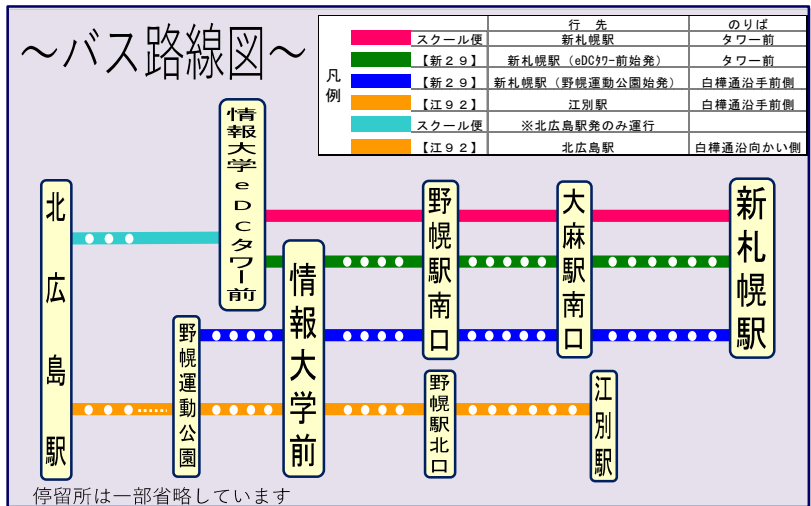 ～バス路線図～
凡例
行 先 のりば
スクール便 新札幌駅 タワー前
【新２９】 新札幌駅（eDCﾀﾜｰ前始発） タワー前
【新２９】 新札幌駅（野幌運動公園始発） 白樺通沿手前側
【江９２】 江別駅 白樺通沿手前側
スクール便 ※北広島駅発のみ運行
【江９２】 北広島駅 白樺通沿向かい側
北広島駅
情報大学ｅＤＣタワー前
野幌運動公園
情報大学前
野幌駅南口
野幌駅北口
大麻駅南口
江別駅
新札幌駅
停留所は一部省略しています